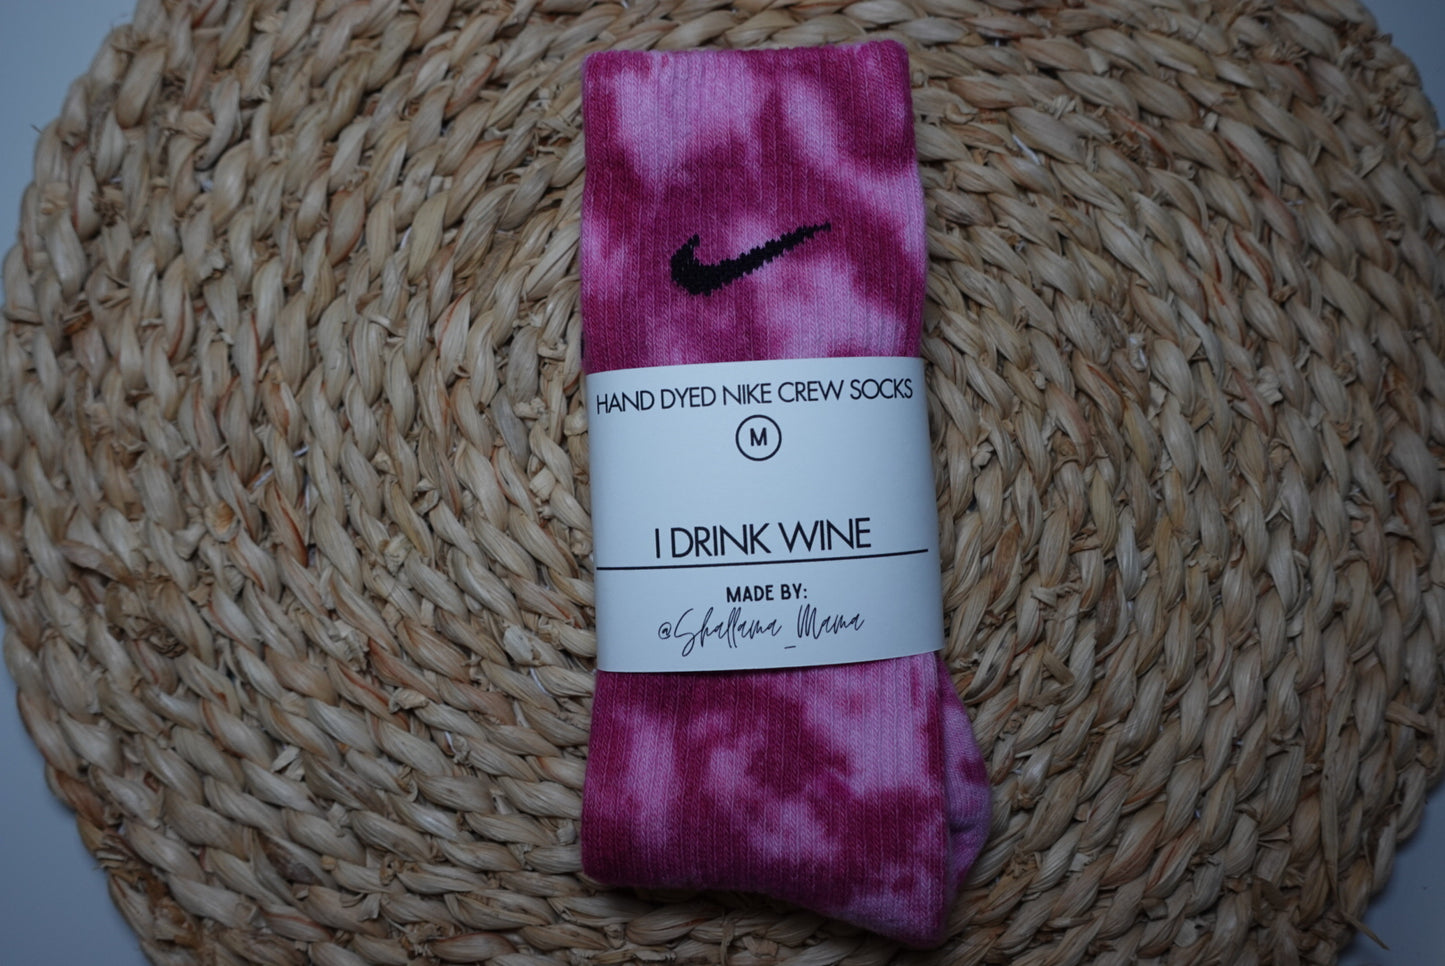 HAND DYED NIKE CREW SOCKS
M
I DRINK WINE
MADE BY:
@Shallama_Mama